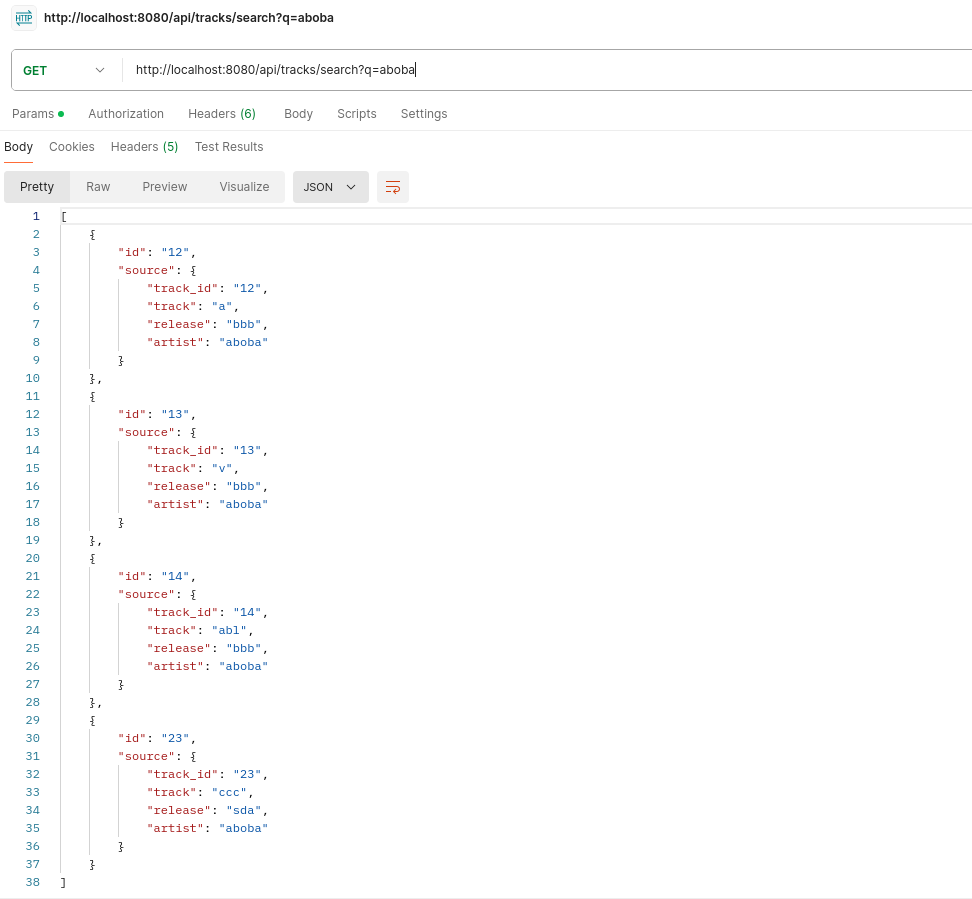 HTTP http://localhost:8080/api/tracks/search?q=aboba
GET http://localhost:8080/api/tracks/search?q=aboba
Params Authorization Headers (6) Body Scripts Settings
Body Cookies Headers (5) Test Results
Pretty Raw Preview Visualize JSON
1 [
2 {
3 "id": "12",
4 "source": {
5 "track_id": "12",
6 "track": "a",
7 "release": "bbb",
8 "artist": "aboba"
9 }
10 },
11 {
12 "id": "13",
13 "source": {
14 "track_id": "13",
15 "track": "v",
16 "release": "bbb",
17 "artist": "aboba"
18 }
19 },
20 {
21 "id": "14",
22 "source": {
23 "track_id": "14",
24 "track": "abl",
25 "release": "bbb",
26 "artist": "aboba"
27 }
28 },
29 {
30 "id": "23",
31 "source": {
32 "track_id": "23",
33 "track": "ccc",
34 "release": "sda",
35 "artist": "aboba"
36 }
37 }
38 ]